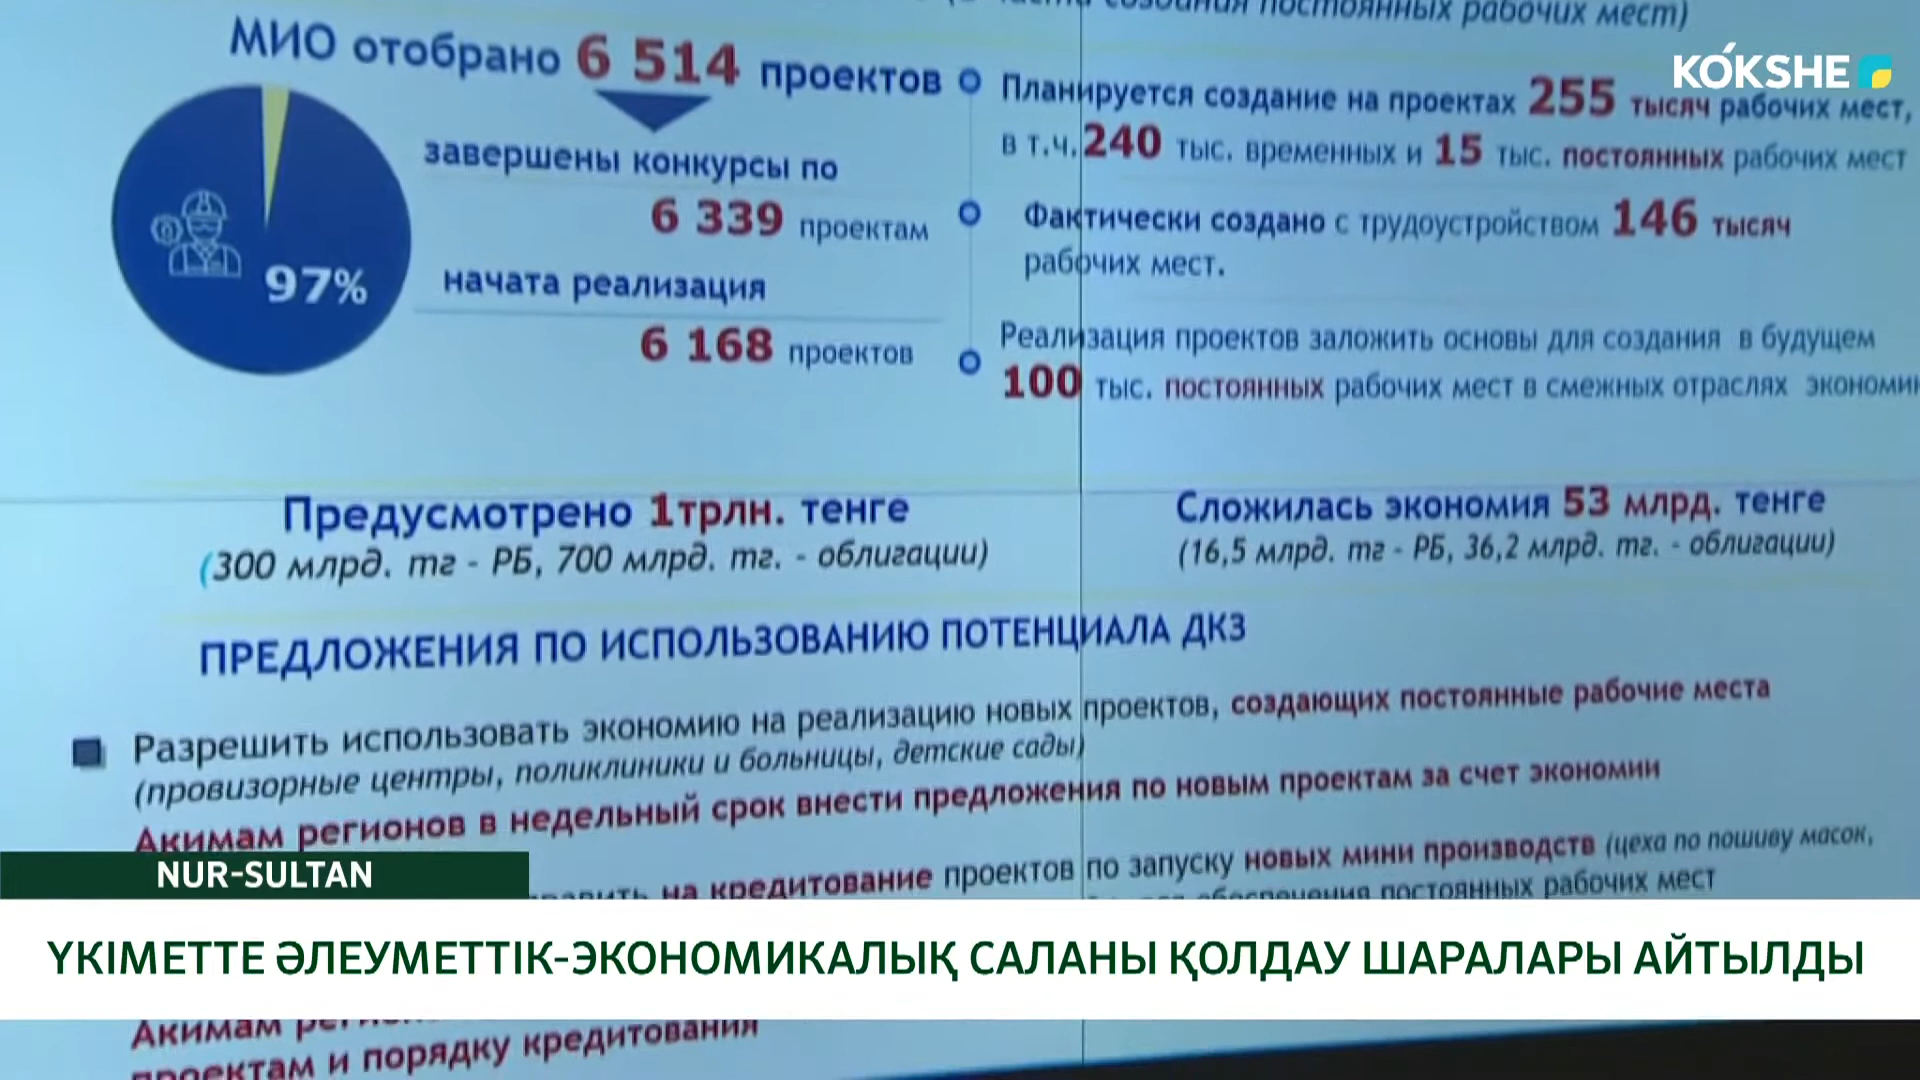 создания постоянных рабочих мест)
KÓKSHE
МИО отобрано 6 514 проектов
завершены конкурсы по
6 339 проектам
97%
начата реализация
6 168 проектов
Планируется создание на проектах 255 тысяч рабочих мест,
в т.ч. 240 тыс. временных и 15 тыс. постоянных рабочих мест
Фактически создано с трудоустройством 146 тысяч
рабочих мест.
Реализация проектов заложить основы для создания в будущем
100 тыс. постоянных рабочих мест в смежных отраслях
Предусмотрено 1трлн. тенге
(300 млрд. тг - РБ, 700 млрд. тг. - облигации)
Сложилась экономия 53 млрд. тенге
(16,5 млрд. тг - РБ, 36,2 млрд. тг. - облигации)
ПРЕДЛОЖЕНИЯ ПО ИСПОЛЬЗОВАНИЮ ПОТЕНЦИАЛА ДКЗ
Разрешить использовать экономию на реализацию новых проектов, создающих постоянные рабочие места
(провизорные центры, поликлиники и больницы, детские сады)
Акимам регионов в недельный срок внести предложения по новым проектам за счет экономии
на кредитование проектов по запуску новых мини производств (цеха по пошиву масок,
обеспечения постоянных рабочих мест
NUR-SULTAN
ҮКІМЕТТЕ ӘЛЕУМЕТТІК-ЭКОНОМИКАЛЫҚ САЛАНЫ ҚОЛДАУ ШАРАЛАРЫ АЙТЫЛДЫ
Акимам
проектам и порядку кредитования